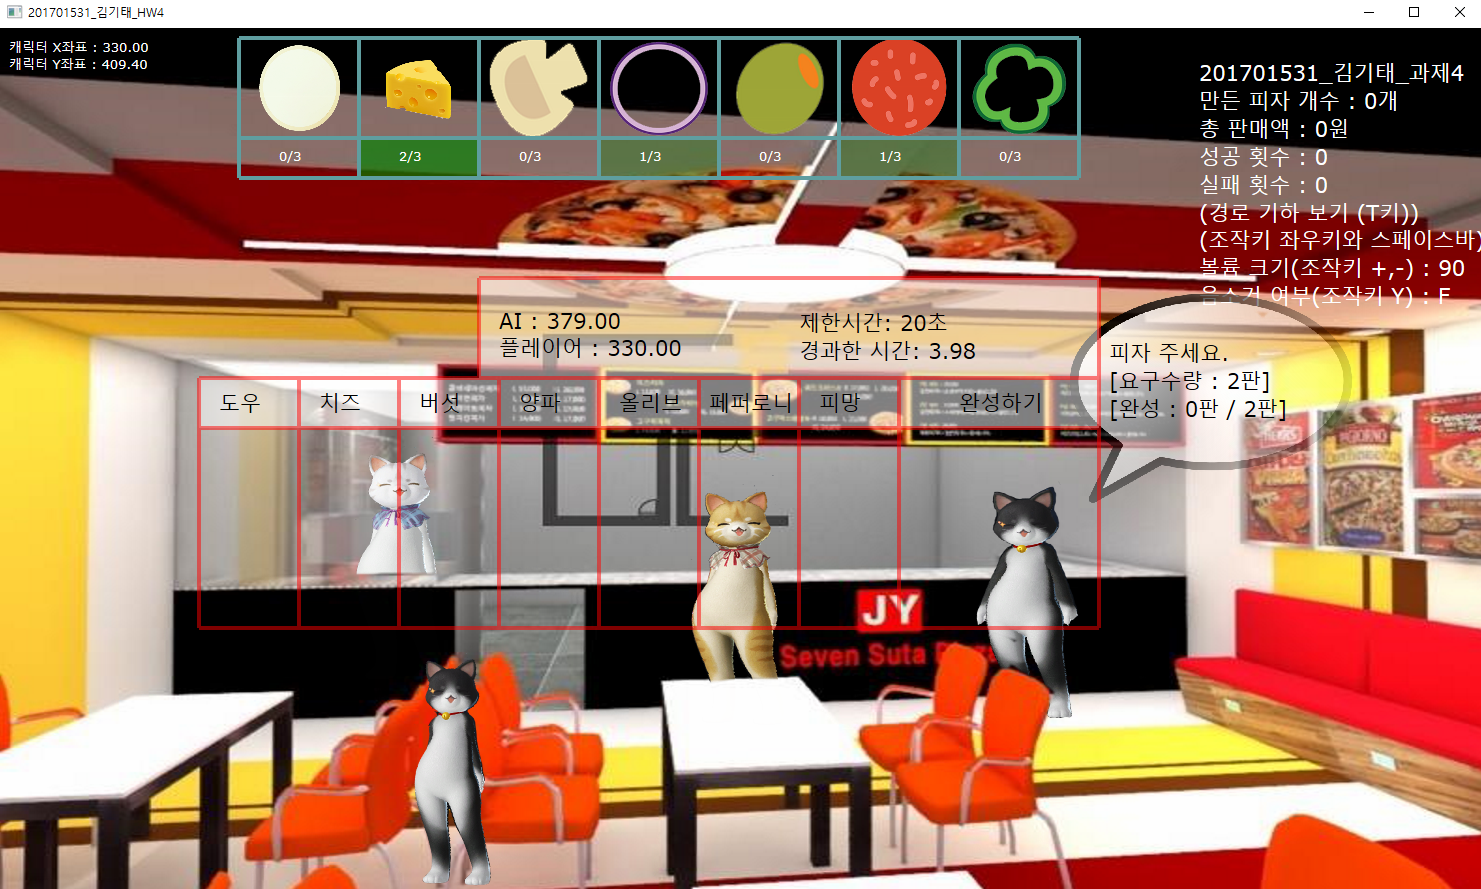 201701531_김기태_HW4
캐릭터 X좌표 : 330.00
캐릭터 Y좌표 : 409.40
0/3
2/3
0/3
1/3
0/3
1/3
0/3
201701531_김기태_과제4
만든 피자 개수 : 0개
총 판매액 : 0원
성공 횟수 : 0
실패 횟수 : 0
(경로 기하 보기 (T키))
(조작키 좌우키와 스페이스바)
볼륨 크기(조작키 +,-) : 90
음소거 여부(조작키 Y) : F
AI : 379.00
플레이어 : 330.00
제한시간: 20초
경과한 시간: 3.98
피자 주세요.
[요구수량 : 2판]
[완성 : 0판 / 2판]
도우
치즈
버섯
양파
올리브
페퍼로니
피망
완성하기
JY
Seven Suta